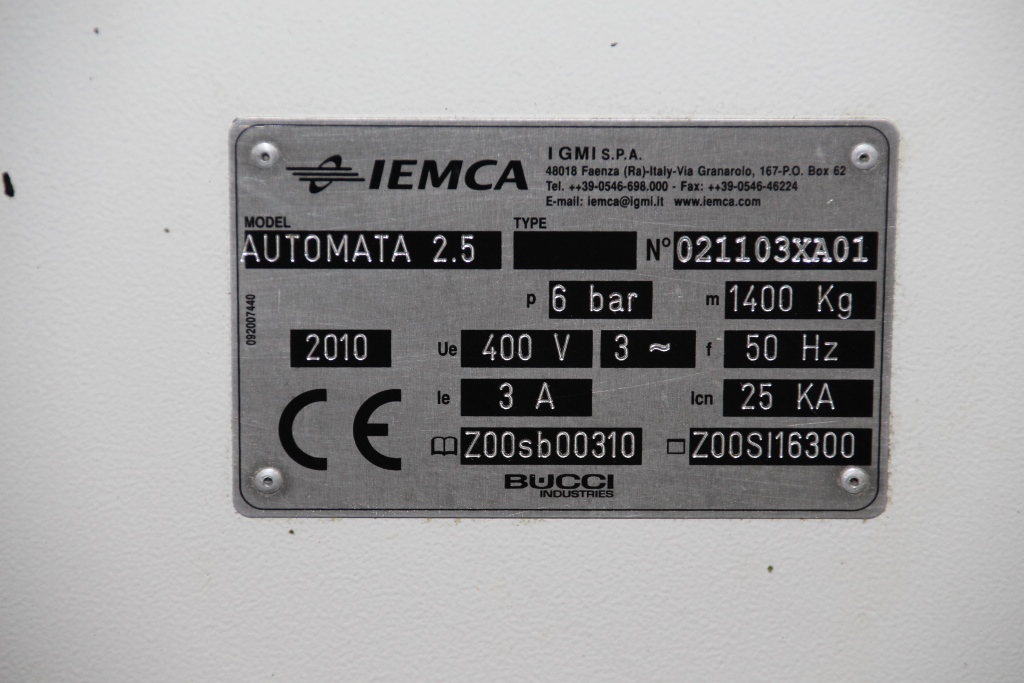 IEMCA
IGMI S.P.A.
48018 Faenza (Ra)-Italy-Via Granarolo, 167-P.O. Box 62
Tel. ++39-0546-698.000 - Fax: ++39-0546-46224
E-mail: iemca@igmi.it www.iemca.com
MODEL TYPE
AUTOMATA 2.5 N° 021103XA01
p 6 bar m 1400 Kg
092007440
2010 Ue 400 V 3 ≈ f 50 Hz
Ie 3 A Icn 25 KA
CE
Z00sb00310 Z00SI16300
BUCCI
INDUSTRIES